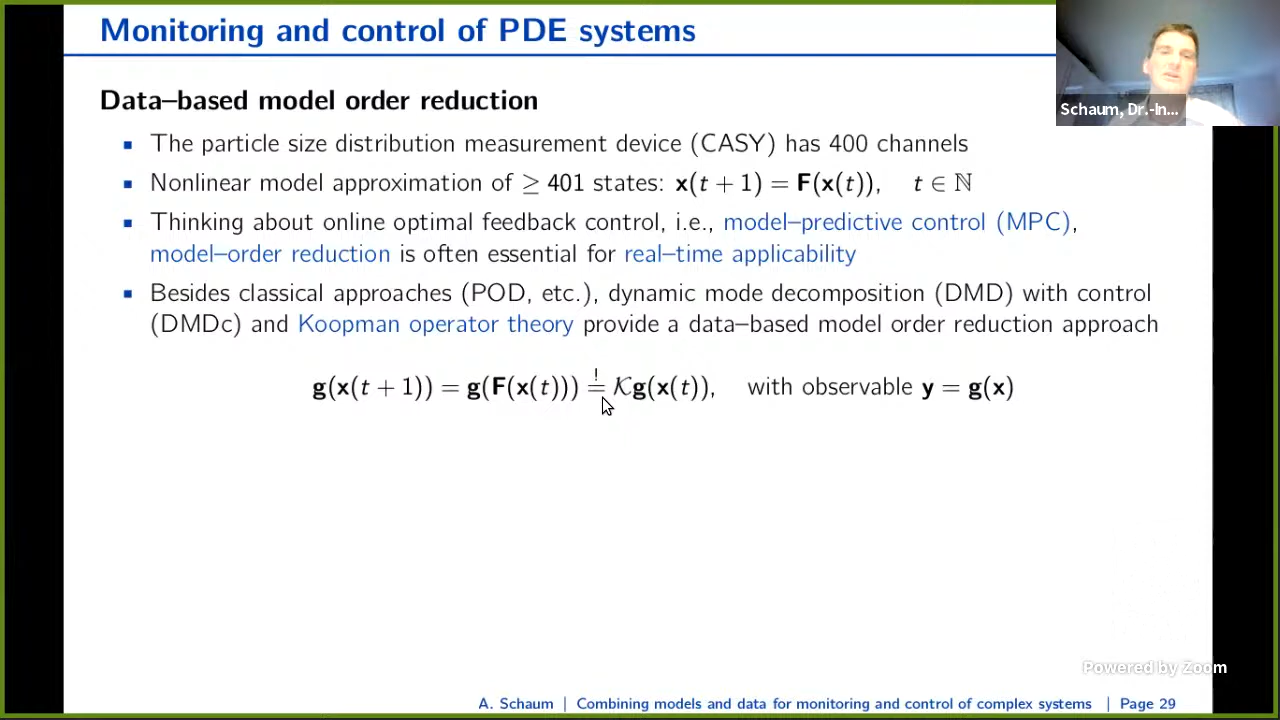 Monitoring and control of PDE systems
Schaum, Dr.-In...
Data–based model order reduction
▪ The particle size distribution measurement device (CASY) has 400 channels
▪ Nonlinear model approximation of ≥ 401 states: x(t + 1) = F(x(t)), t ∈ ℕ
▪ Thinking about online optimal feedback control, i.e., model–predictive control (MPC),
model–order reduction is often essential for real–time applicability
▪ Besides classical approaches (POD, etc.), dynamic mode decomposition (DMD) with control
(DMDc) and Koopman operator theory provide a data–based model order reduction approach
g(x(t + 1)) = g(F(x(t))) =! 𝒦g(x(t)), with observable y = g(x)
Powered by Zoom
A. Schaum | Combining models and data for monitoring and control of complex systems | Page 29